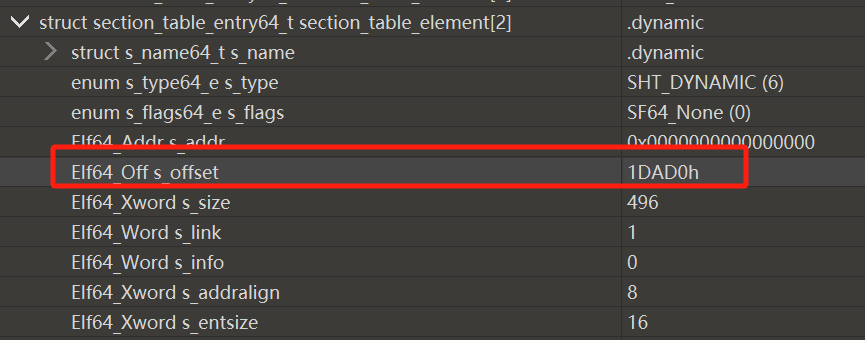 struct section_table_entry64_t section_table_element[2] .dynamic
struct s_name64_t s_name .dynamic
enum s_type64_e s_type SHT_DYNAMIC (6)
enum s_flags64_e s_flags SF64_None (0)
Elf64_Addr s_addr 0x0000000000000000
Elf64_Off s_offset 1DAD0h
Elf64_Xword s_size 496
Elf64_Word s_link 1
Elf64_Word s_info 0
Elf64_Xword s_addralign 8
Elf64_Xword s_entsize 16